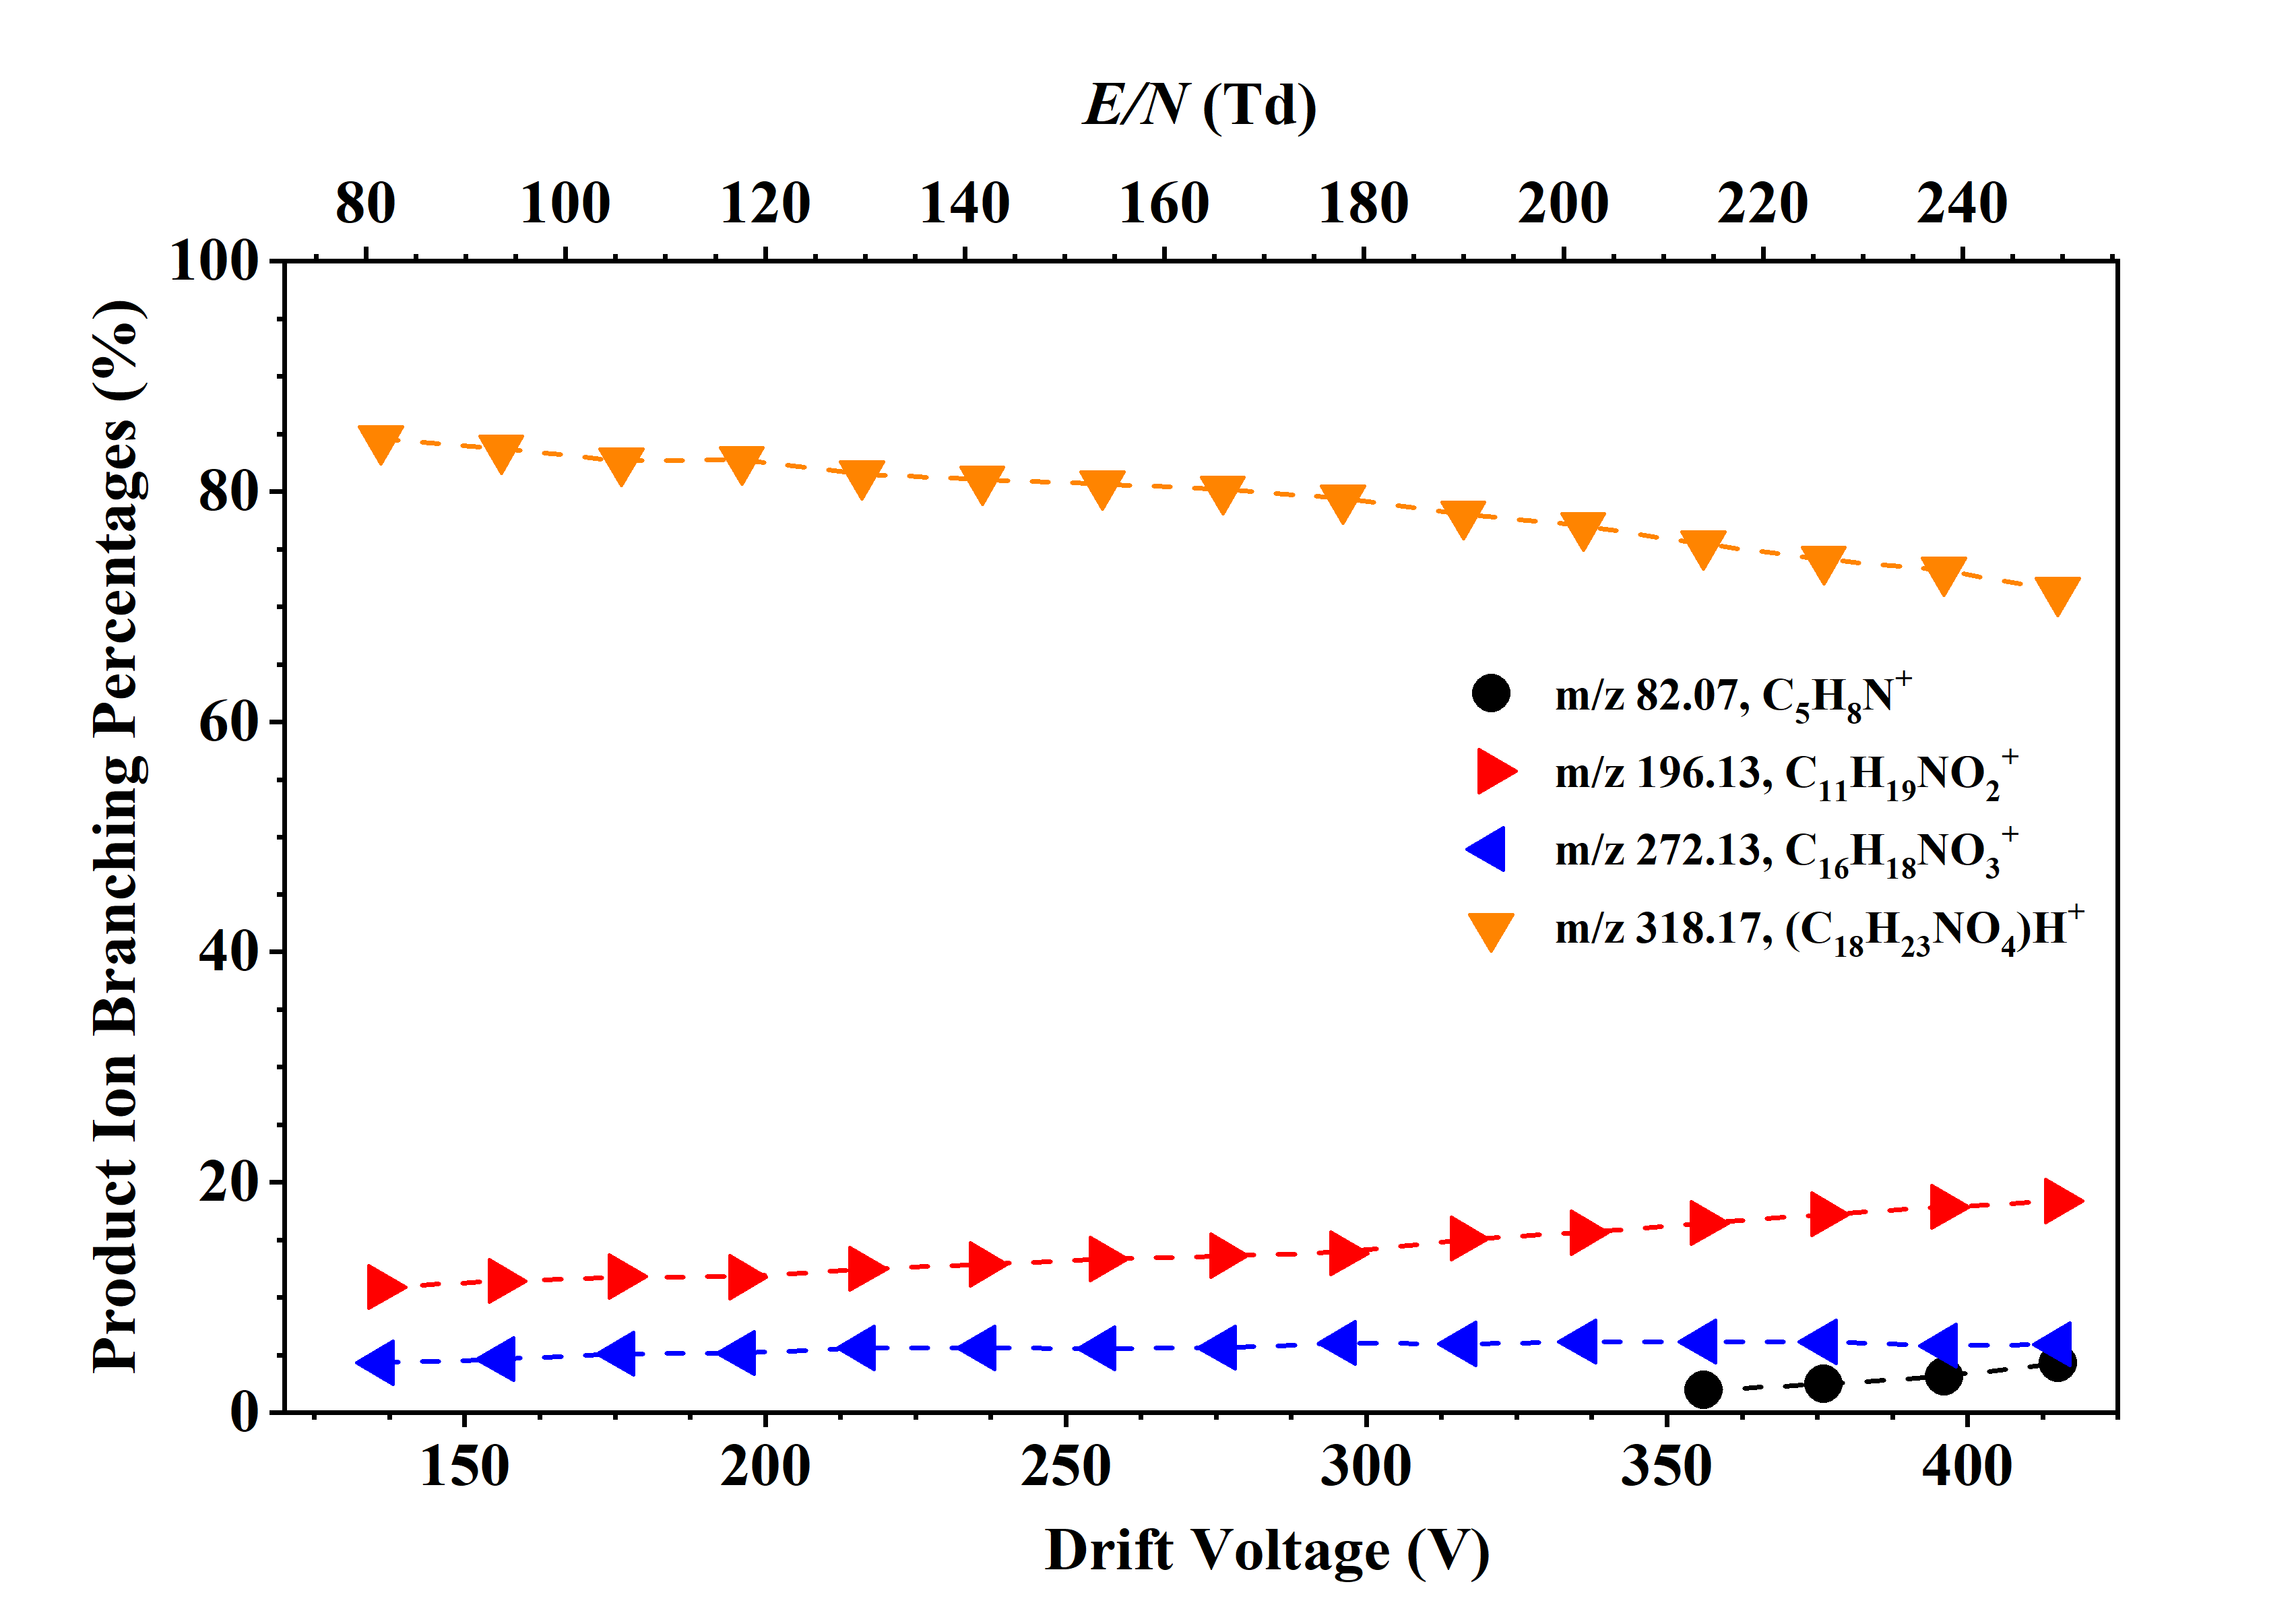 E/N (Td)
80 100 120 140 160 180 200 220 240
Product Ion Branching Percentages (%)
100
80
60
40
20
0
m/z 82.07, C₅H₈N⁺
m/z 196.13, C₁₁H₁₉NO₂⁺
m/z 272.13, C₁₆H₁₈NO₃⁺
m/z 318.17, (C₁₈H₂₃NO₄)H⁺
150 200 250 300 350 400
Drift Voltage (V)